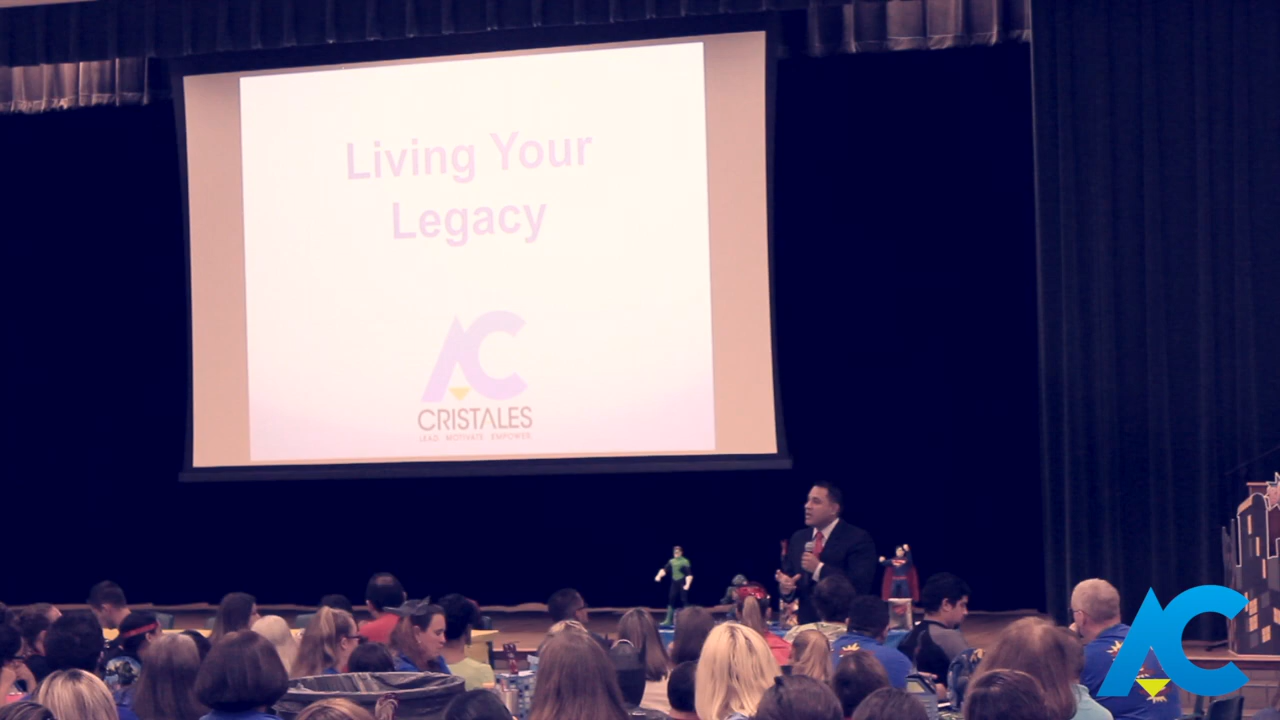 Living Your
Legacy
AC
CRISTALES
LEAD MOTIVATE EMPOWER
AC